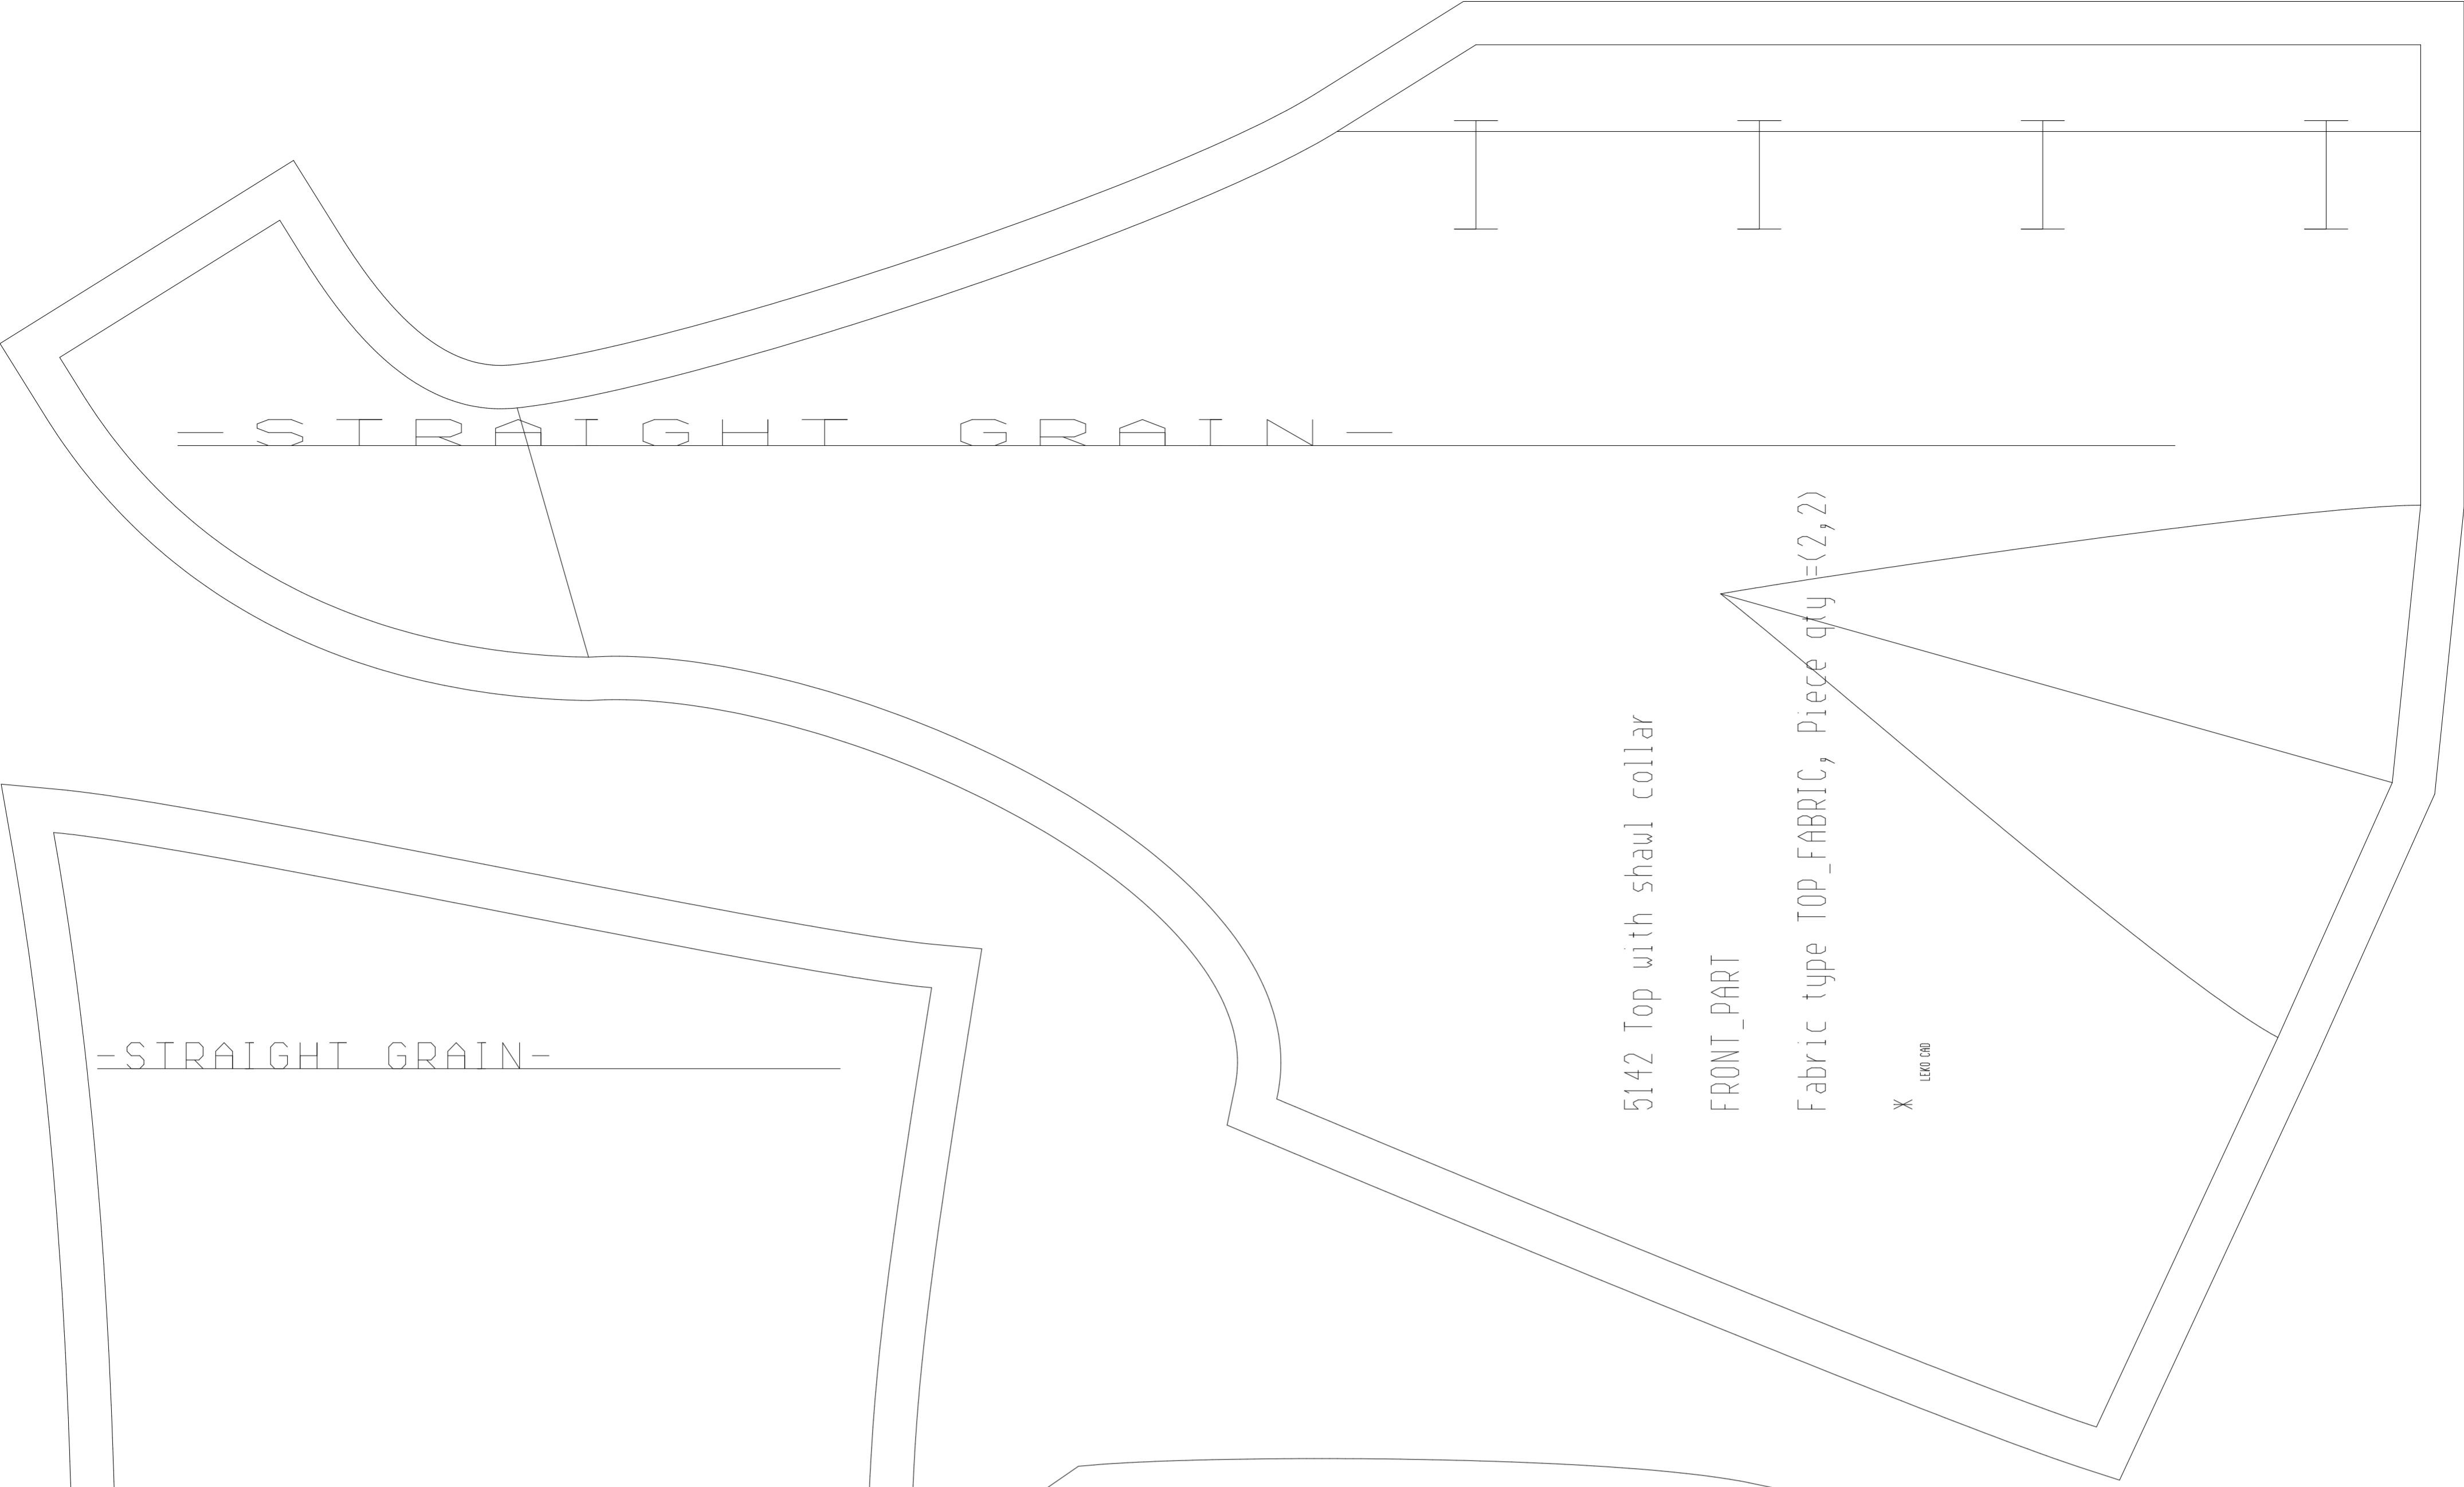 -STRAIGHT GRAIN-
5142 Top with shawl collar
FRONT_PART
Fabric type TOP_FABRIC, Piece qty =(2,2)
* LEKO CAD
-STRAIGHT GRAIN-